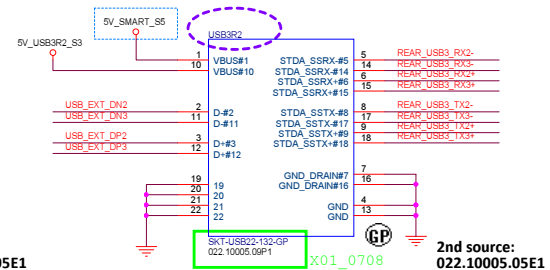 5V_SMART_S5
5V_USB3R2_S3
USB3R2
1 VBUS#1
10 VBUS#10
STDA_SSRX-#5 5 REAR_USB3_RX2-
STDA_SSRX-#14 14 REAR_USB3_RX3-
STDA_SSRX+#6 6 REAR_USB3_RX2+
STDA_SSRX+#15 15 REAR_USB3_RX3+
USB_EXT_DN2 2 D-#2
USB_EXT_DN3 11 D-#11
STDA_SSTX-#8 8 REAR_USB3_TX2-
STDA_SSTX-#17 17 REAR_USB3_TX3-
STDA_SSTX+#9 9 REAR_USB3_TX2+
STDA_SSTX+#18 18 REAR_USB3_TX3+
USB_EXT_DP2 3 D+#3
USB_EXT_DP3 12 D+#12
GND_DRAIN#7 7
GND_DRAIN#16 16
19 19
20 20
21 21
22 22
GND 4
GND 13
SKT-USB22-132-GP
022.10005.09P1
X01_0708
GP
2nd source:
022.10005.05E1
05E1